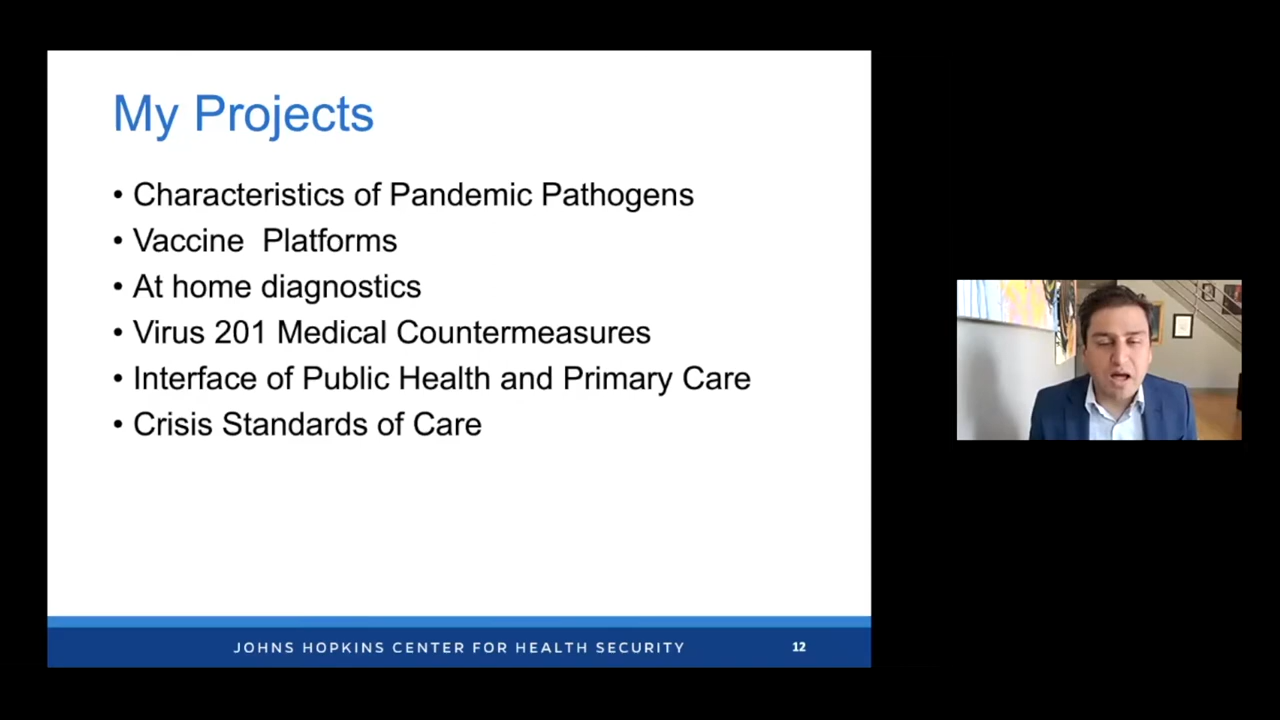 My Projects
• Characteristics of Pandemic Pathogens
• Vaccine  Platforms
• At home diagnostics
• Virus 201 Medical Countermeasures
• Interface of Public Health and Primary Care
• Crisis Standards of Care
JOHNS HOPKINS CENTER FOR HEALTH SECURITY 12